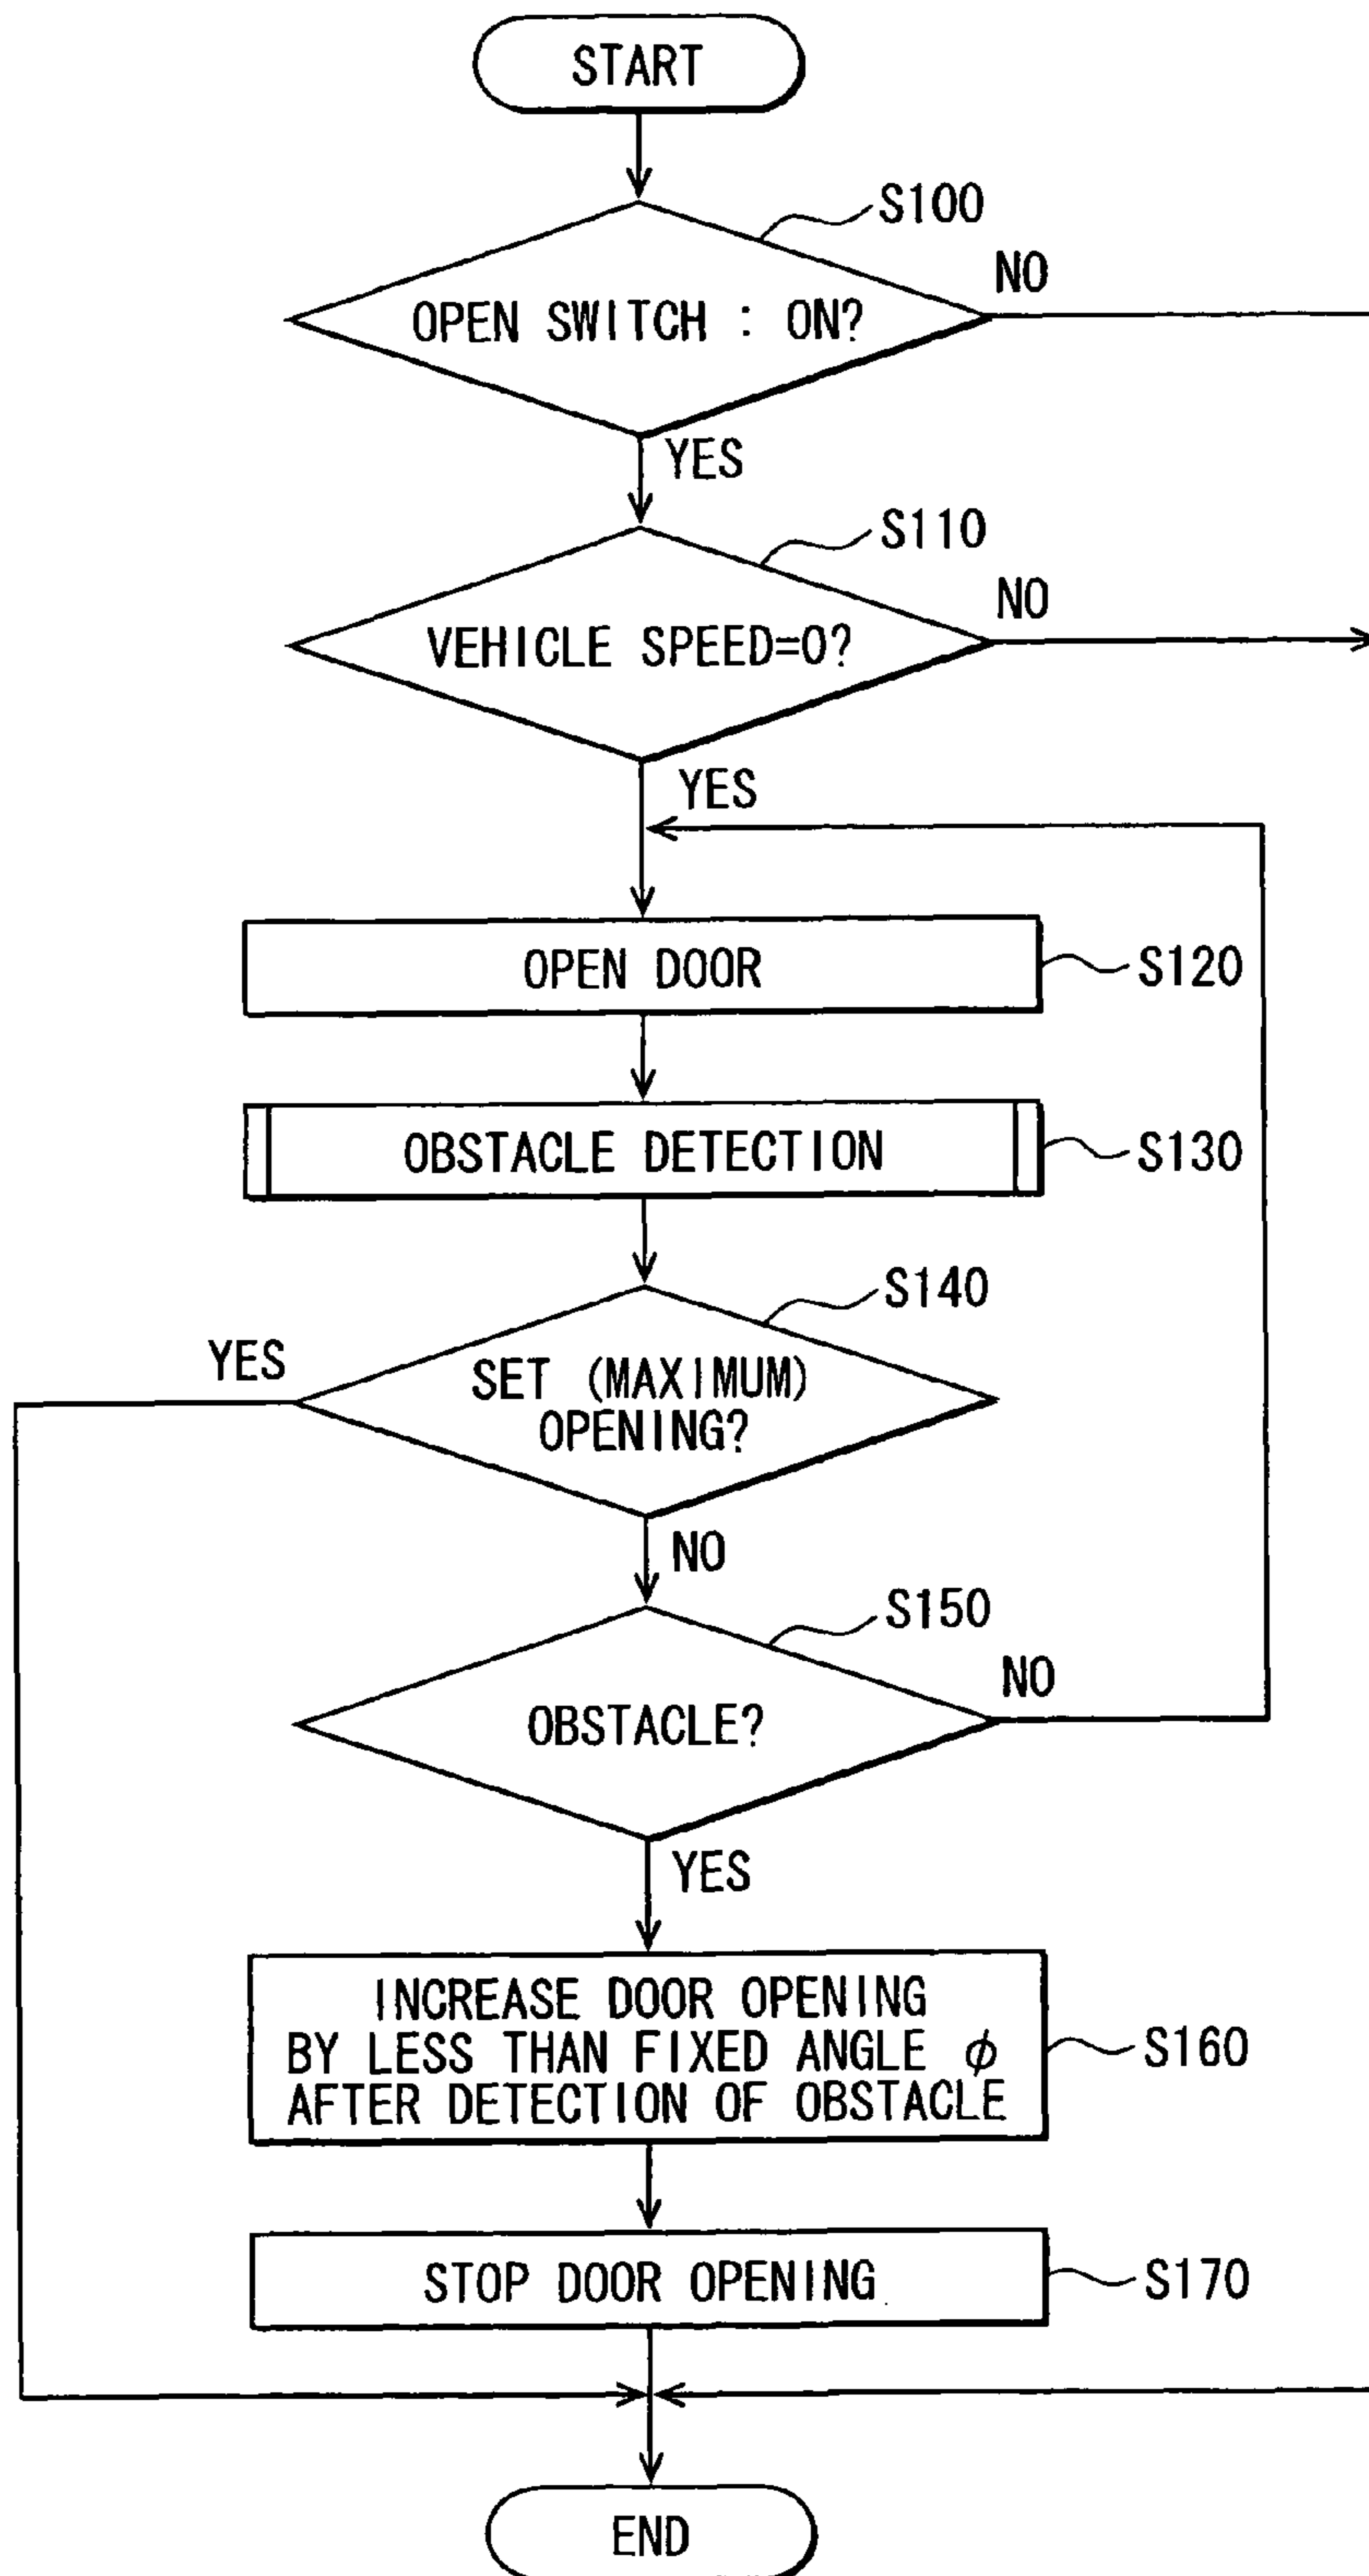 START
S100
NO
OPEN SWITCH : ON?
YES
S110
NO
VEHICLE SPEED=0?
YES
OPEN DOOR
S120
OBSTACLE DETECTION
S130
S140
YES
SET (MAXIMUM)
OPENING?
NO
S150
NO
OBSTACLE?
YES
INCREASE DOOR OPENING
BY LESS THAN FIXED ANGLE ϕ
AFTER DETECTION OF OBSTACLE
S160
STOP DOOR OPENING
S170
END